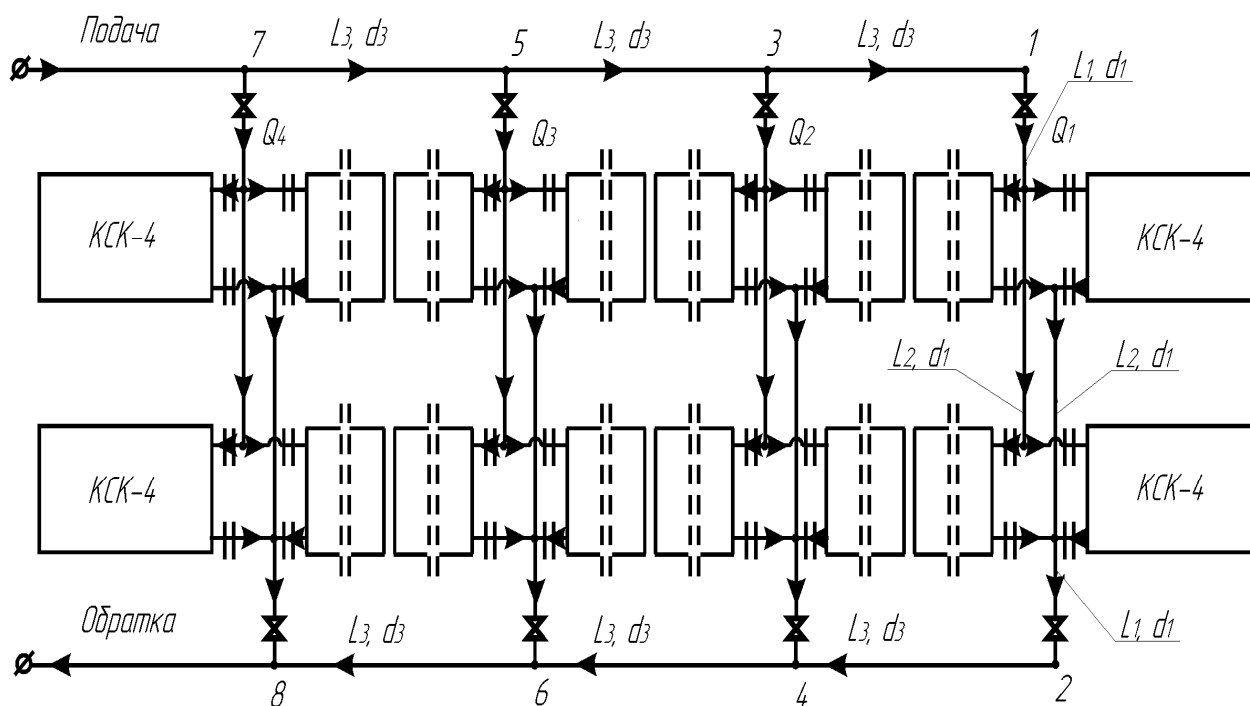 Подача
7
L3, d3
5
L3, d3
3
L3, d3
1
L1, d1
Q4
Q3
Q2
Q1
КСК-4
КСК-4
L2, d1
L2, d1
КСК-4
КСК-4
Обратка
L3, d3
L3, d3
L3, d3
L1, d1
8
6
4
2